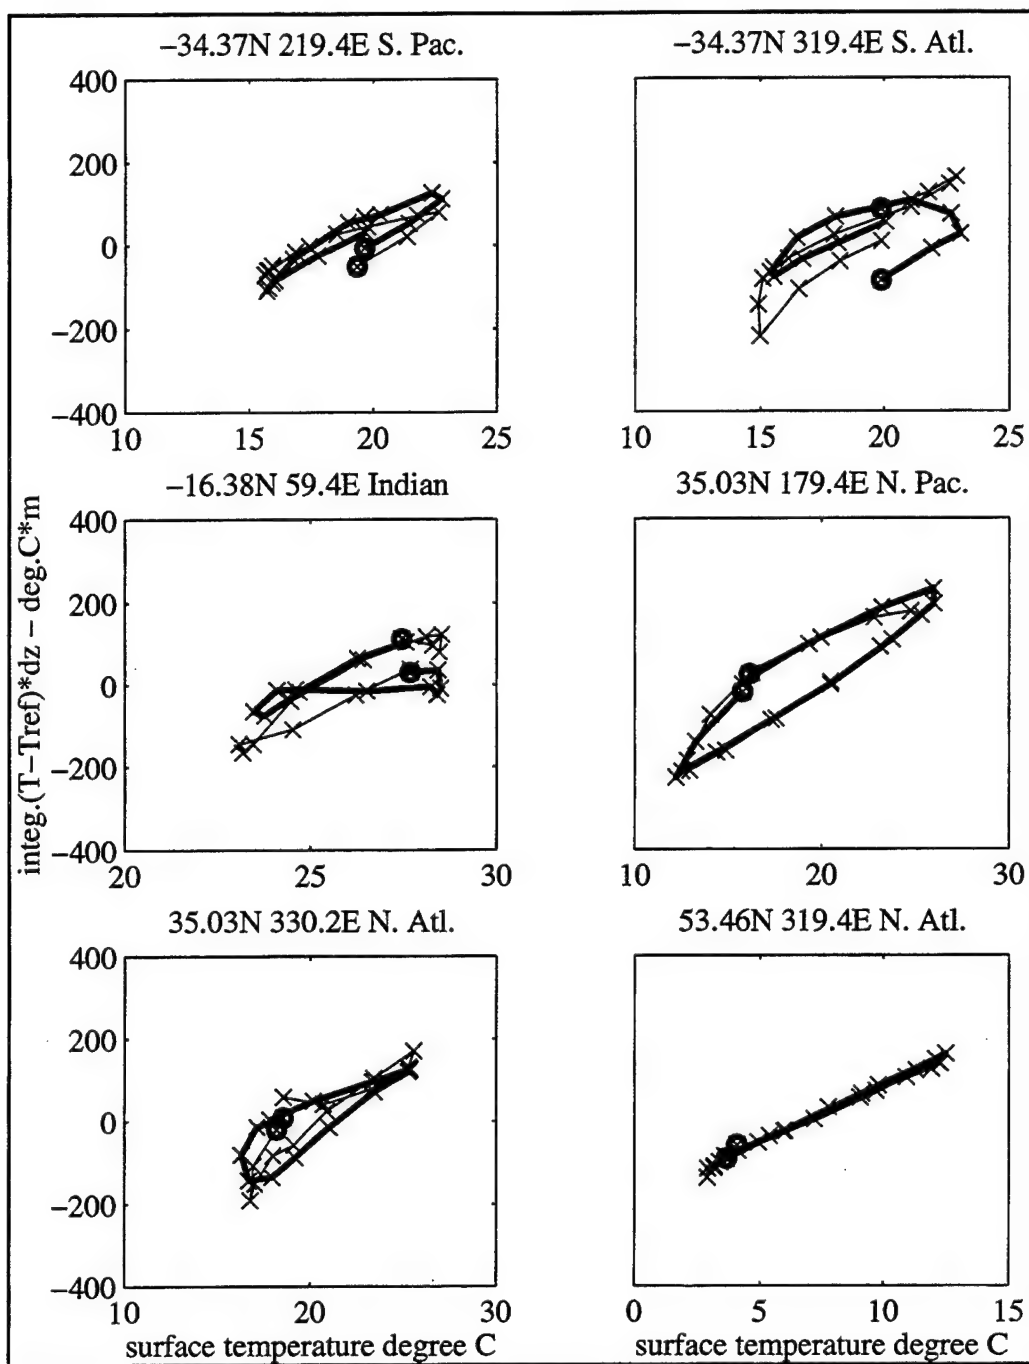 −34.37N 219.4E S. Pac.
−34.37N 319.4E S. Atl.
400
200
0
−200
−400
10 15 20 25
10 15 20 25
−16.38N 59.4E Indian
35.03N 179.4E N. Pac.
integ.(T−Tref)*dz − deg.C*m
400
200
0
−200
−400
20 25 30
10 20 30
35.03N 330.2E N. Atl.
53.46N 319.4E N. Atl.
400
200
0
−200
−400
10 20 30
0 5 10 15
surface temperature degree C
surface temperature degree C